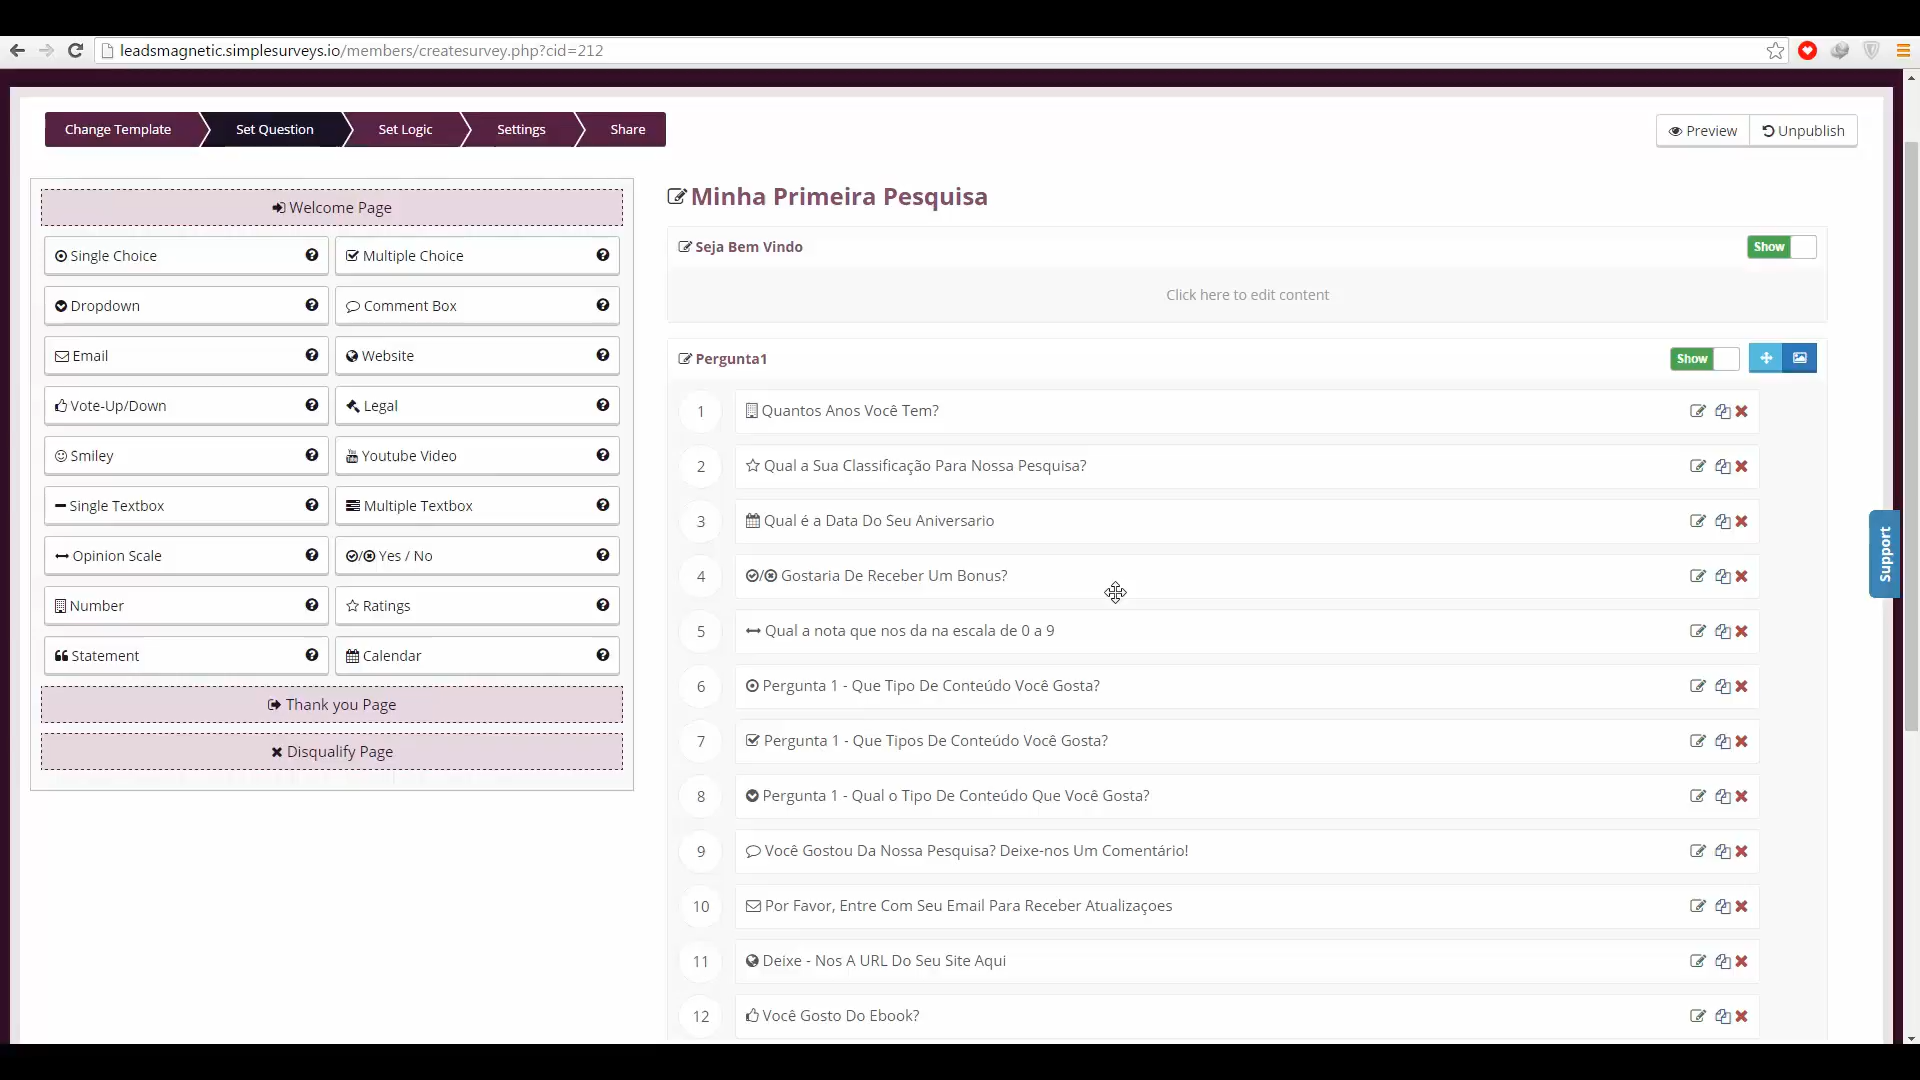 leadsmagnetic.simplesurveys.io/members/createsurvey.php?cid=212
Change Template
Set Question
Set Logic
Settings
Share
Preview
Unpublish
Welcome Page
Single Choice
Multiple Choice
Dropdown
Comment Box
Email
Website
Vote-Up/Down
Legal
Smiley
Youtube Video
Single Textbox
Multiple Textbox
Opinion Scale
/ Yes / No
Number
Ratings
Statement
Calendar
Thank you Page
Disqualify Page
Minha Primeira Pesquisa
Seja Bem Vindo
Show
Click here to edit content
Pergunta1
Show
1 Quantos Anos Você Tem?
2 Qual a Sua Classificação Para Nossa Pesquisa?
3 Qual é a Data Do Seu Aniversario
4 / Gostaria De Receber Um Bonus?
5 Qual a nota que nos da na escala de 0 a 9
6 Pergunta 1 - Que Tipo De Conteúdo Você Gosta?
7 Pergunta 1 - Que Tipos De Conteúdo Você Gosta?
8 Pergunta 1 - Qual o Tipo De Conteúdo Que Você Gosta?
9 Você Gostou Da Nossa Pesquisa? Deixe-nos Um Comentário!
10 Por Favor, Entre Com Seu Email Para Receber Atualizaçoes
11 Deixe - Nos A URL Do Seu Site Aqui
12 Você Gosto Do Ebook?
Support